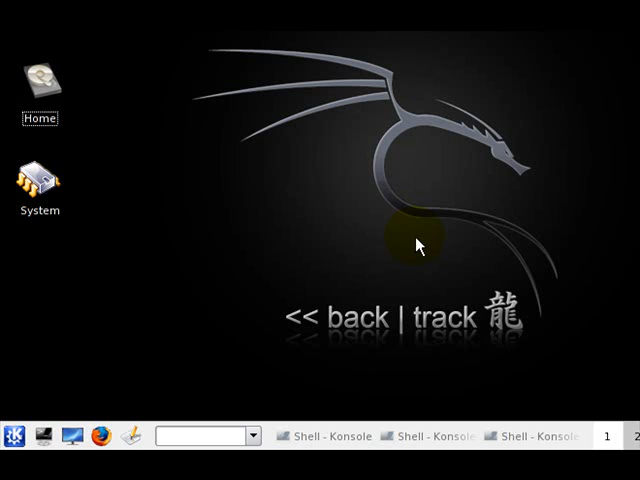 Home
System
<< back | track 龍
Shell - Konsole
Shell - Konsole
Shell - Konsole
1
2